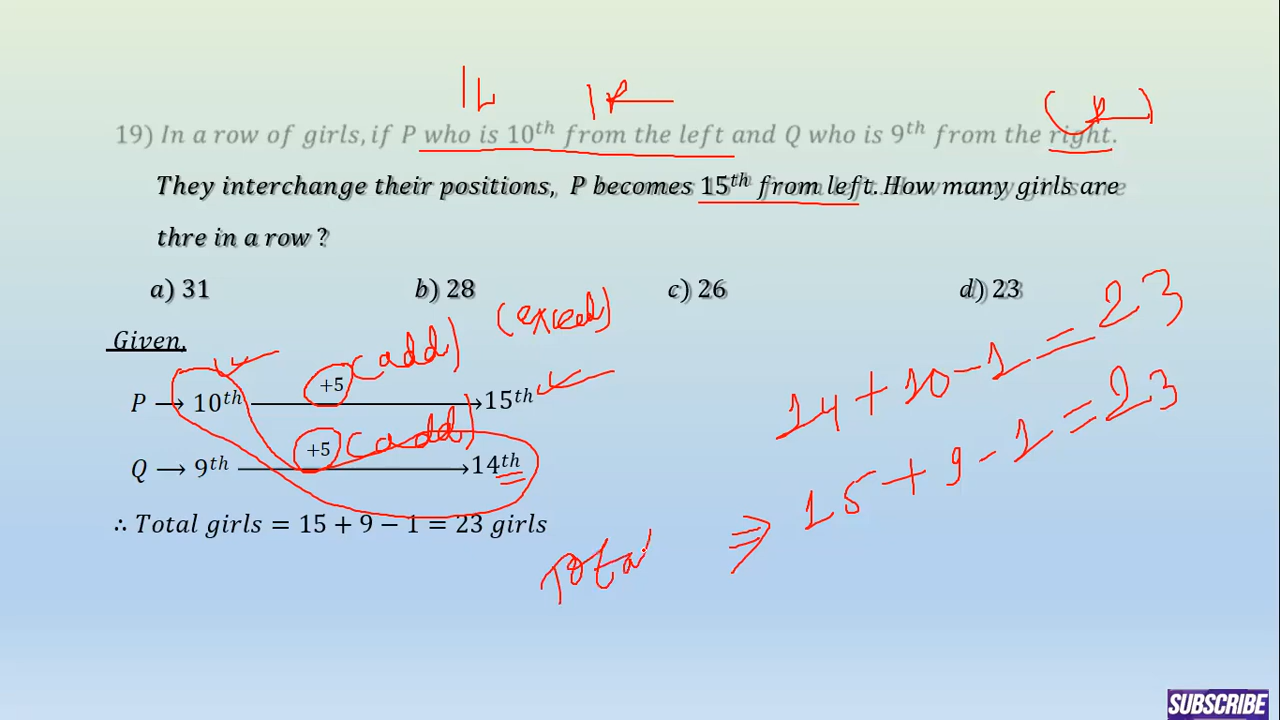 1L 1R (R)
19) In a row of girls, if P who is 10th from the left and Q who is 9th from the right.
They interchange their positions, P becomes 15th from left. How many girls are
thre in a row ?
a) 31 b) 28 c) 26 d) 23
(exceed)
Given,
14 + 10 - 1 = 23
+5 (add)
P → 10th → 15th
+5 (add)
Q → 9th → 14th
15 + 9 - 1 = 23
∴ Total girls = 15 + 9 − 1 = 23 girls
Total ⇒
SUBSCRIBE